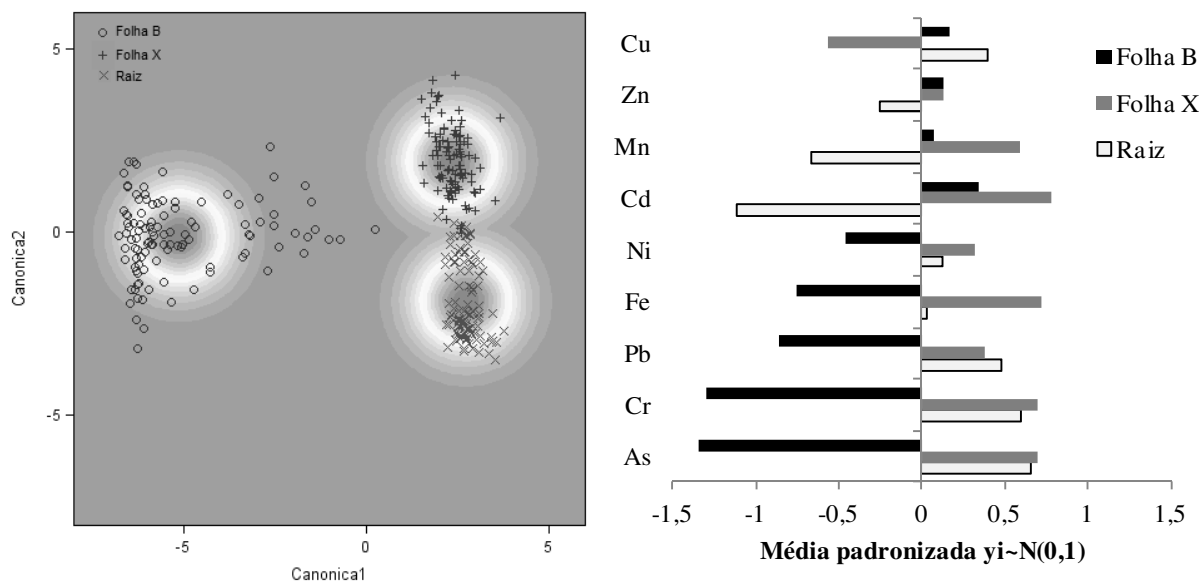 Folha B
Folha X
Raiz
5
0
-5
Canonica2
-5
0
5
Canonica1
Cu
Zn
Mn
Cd
Ni
Fe
Pb
Cr
As
Folha B
Folha X
Raiz
-1,5
-1
-0,5
0
0,5
1
1,5
Média padronizada yi~N(0,1)